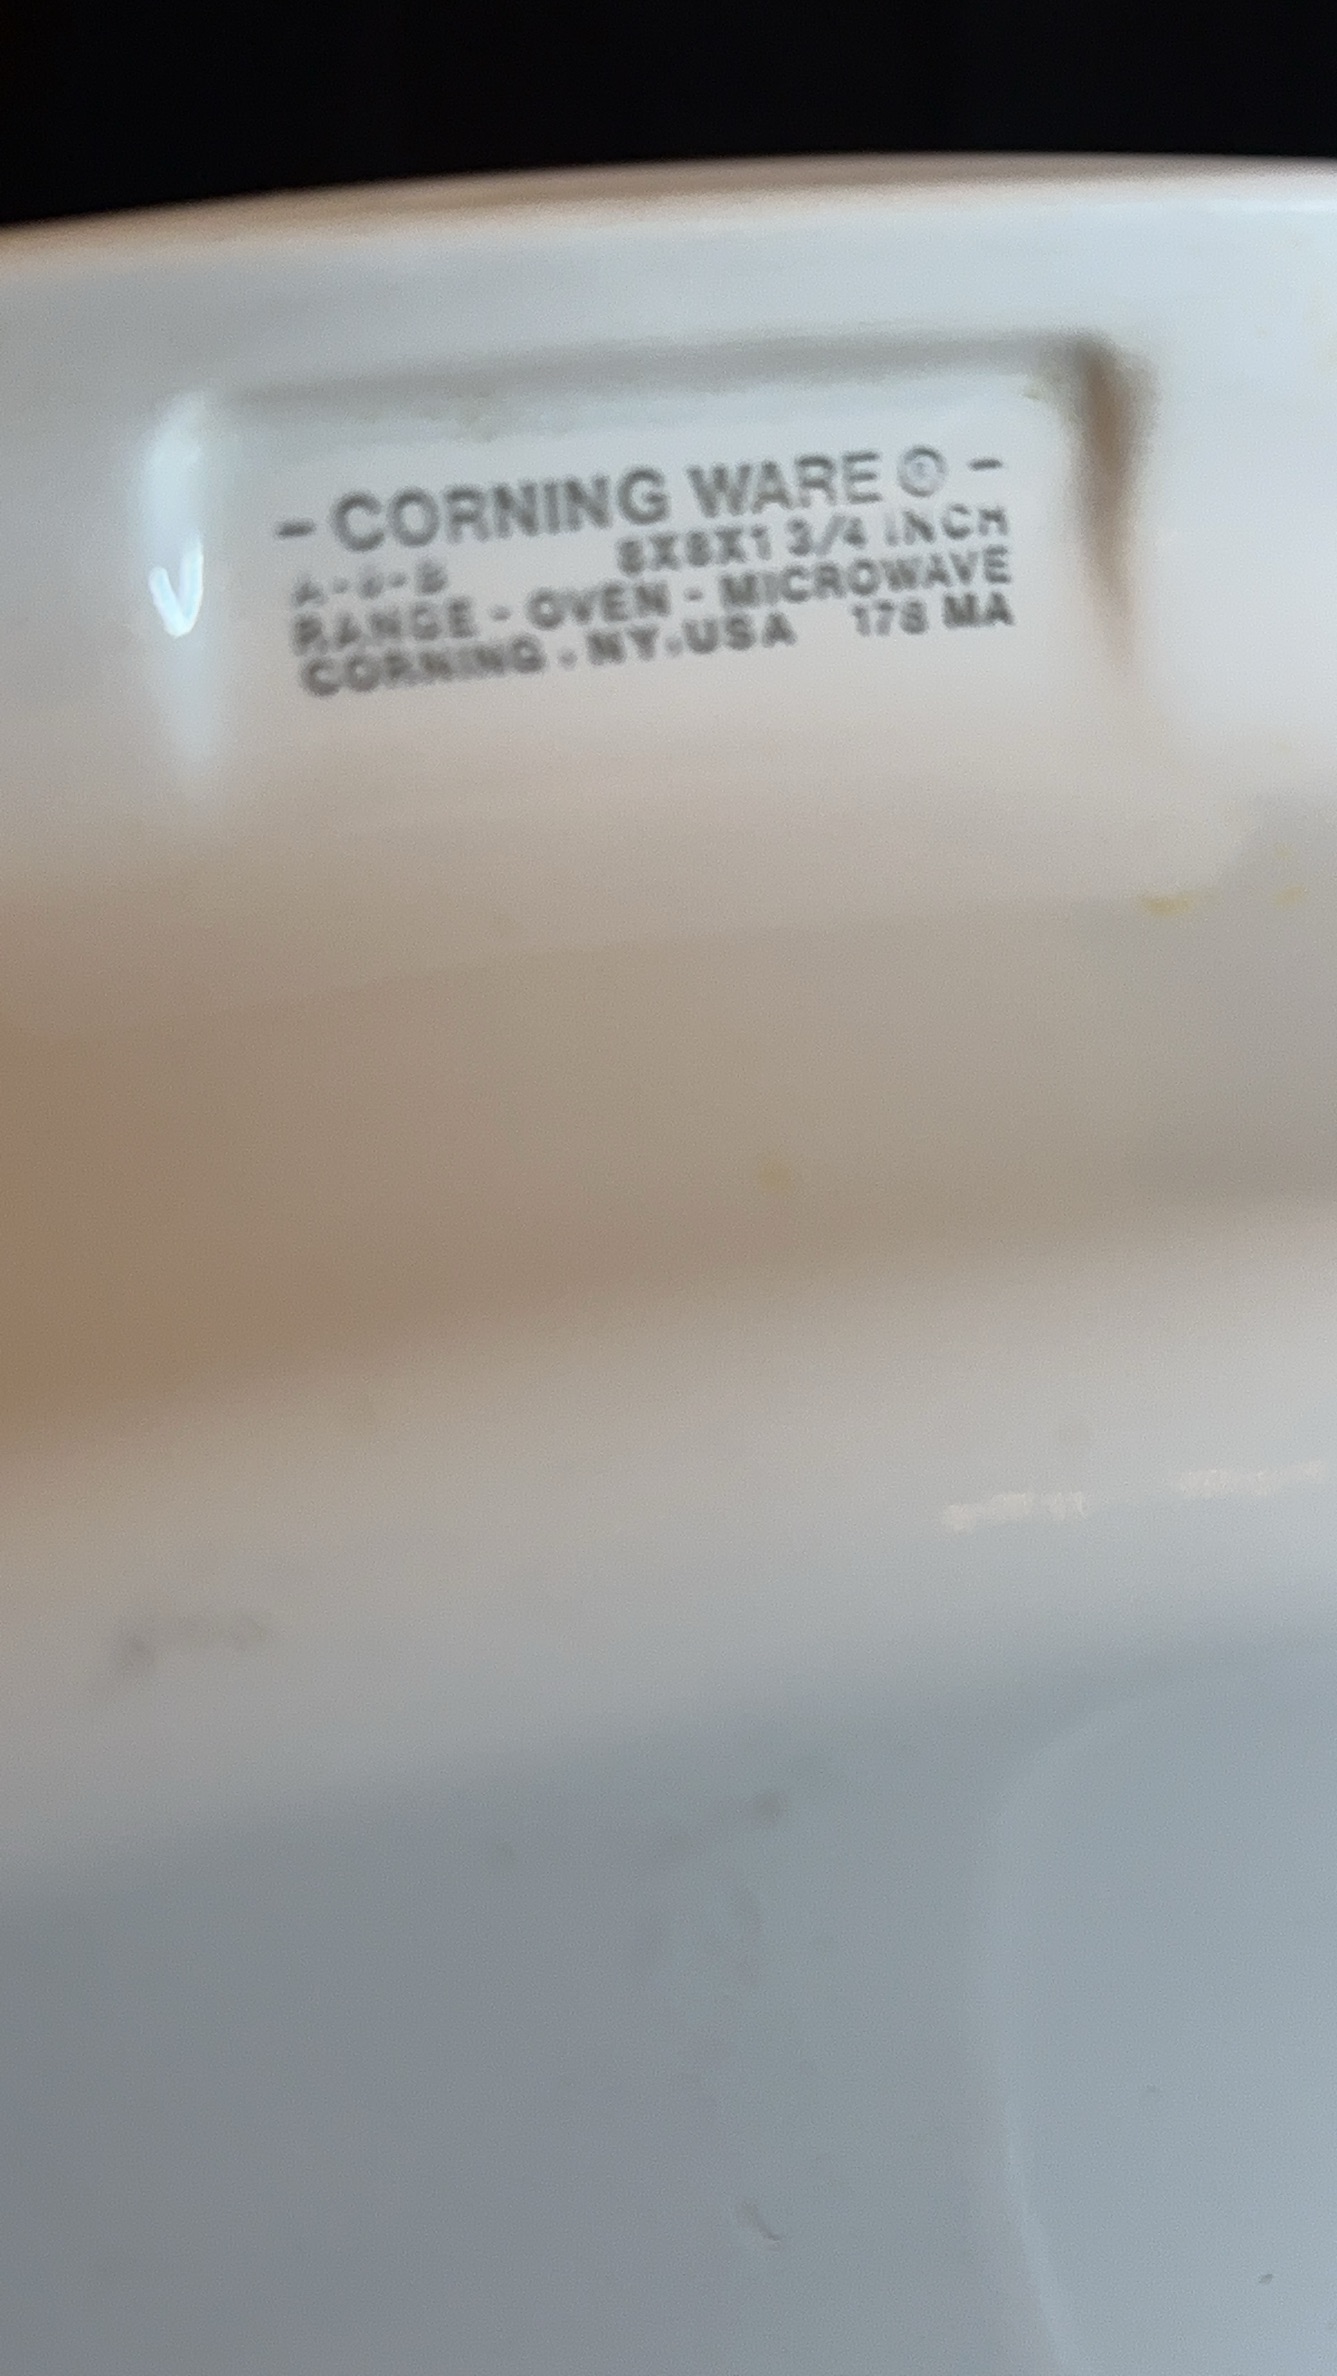 - CORNING WARE ® -
A-8-B 8X8X1 3/4 INCH
RANGE - OVEN - MICROWAVE
CORNING . NY. USA 178 MA